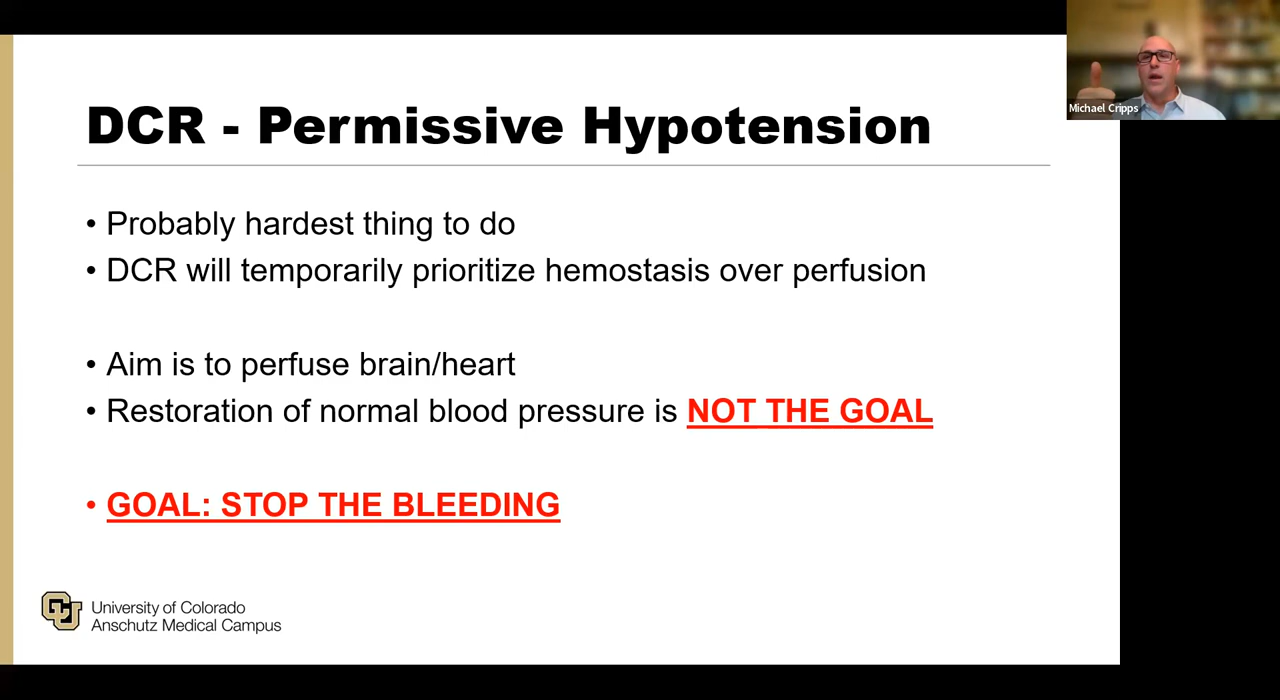 Michael Cripps
DCR - Permissive Hypotension
• Probably hardest thing to do
• DCR will temporarily prioritize hemostasis over perfusion
• Aim is to perfuse brain/heart
• Restoration of normal blood pressure is NOT THE GOAL
• GOAL: STOP THE BLEEDING
CU
University of Colorado
Anschutz Medical Campus